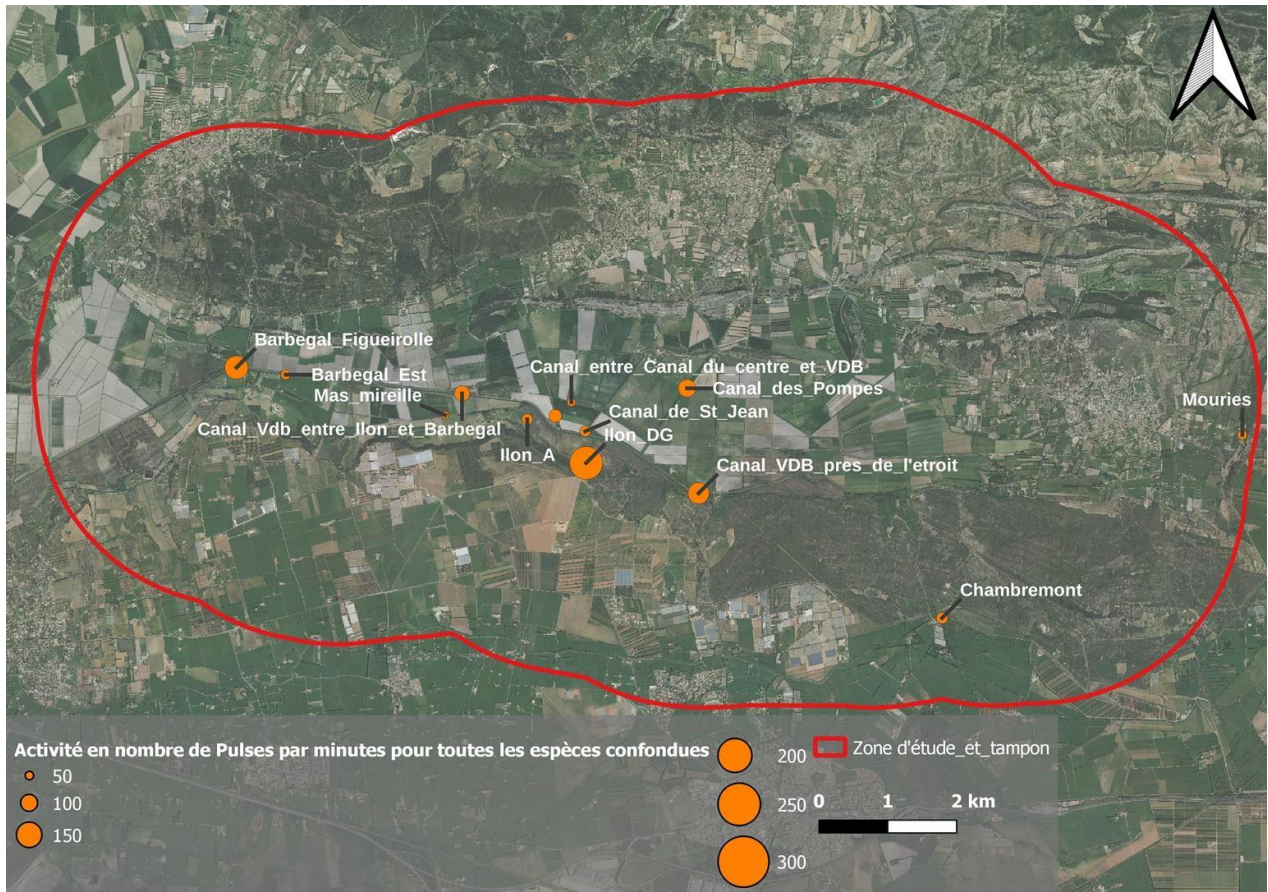 Barbegal_Figueirolle
Barbegal_Est
Mas_mireille
Canal_Vdb_entre_Ilon_et_Barbegal
Canal_entre_Canal_du_centre_et_VDB
Canal_des_Pompes
Canal_de_St_Jean
Ilon_DG
Ilon_A
Canal_VDB_pres_de_l'etroit
Mouries
Chambremont
Activité en nombre de Pulses par minutes pour toutes les espèces confondues
50
100
150
200
250
300
Zone d'étude_et_tampon
0 1 2 km